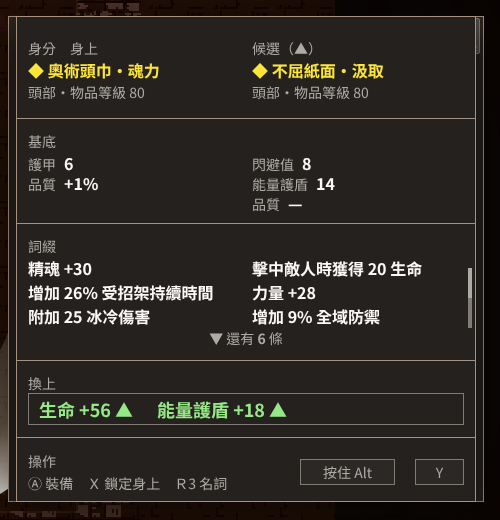 身分　身上　候選（▲）
◆ 奧術頭巾・魂力　◆ 不屈紙面・汲取
頭部・物品等級 80　頭部・物品等級 80
基底
護甲 6　閃避值 8
品質 +1%　能量護盾 14
品質 —
詞綴
精魂 +30　擊中敵人時獲得 20 生命
增加 26% 受招架持續時間　力量 +28
附加 25 冰冷傷害　增加 9% 全域防禦
▼ 還有 6 條
換上
生命 +56 ▲　能量護盾 +18 ▲
操作
Ⓐ 裝備　X 鎖定身上　R3 名詞　按住 Alt　Y